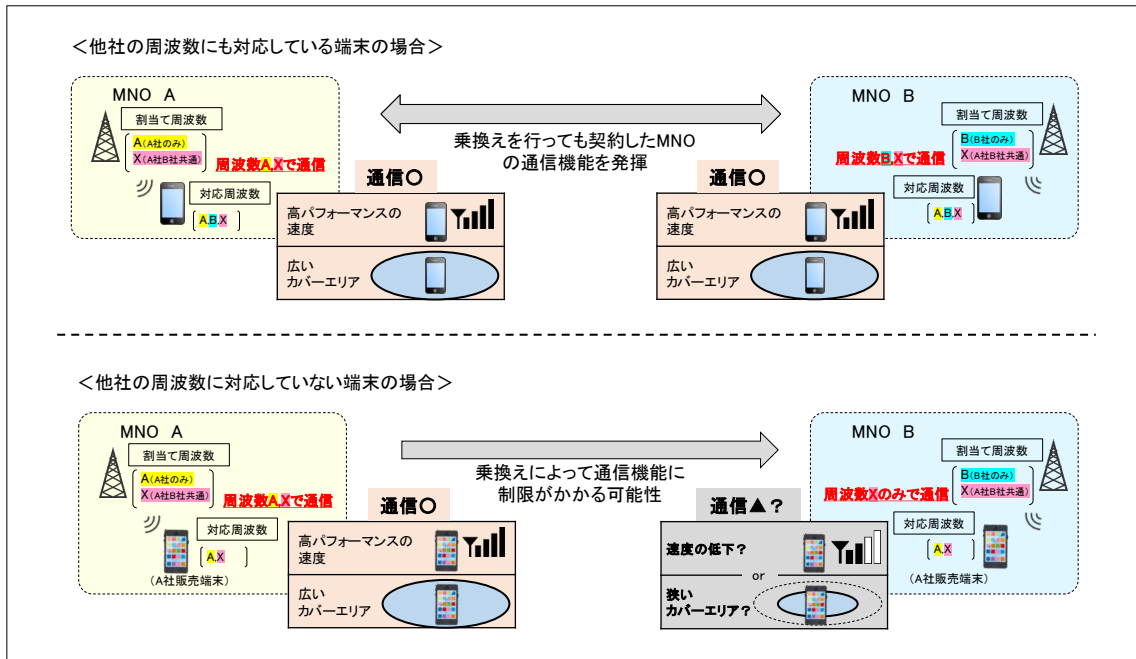 ＜他社の周波数にも対応している端末の場合＞
MNO A
割当て周波数
A(A社のみ)
X(A社B社共通)
周波数A,Xで通信
対応周波数
A,B,X
通信○
高パフォーマンスの
速度
広い
カバーエリア
乗換えを行っても契約したMNO
の通信機能を発揮
MNO B
割当て周波数
B(B社のみ)
X(A社B社共通)
周波数B,Xで通信
対応周波数
A,B,X
通信○
高パフォーマンスの
速度
広い
カバーエリア
＜他社の周波数に対応していない端末の場合＞
MNO A
割当て周波数
A(A社のみ)
X(A社B社共通)
周波数A,Xで通信
対応周波数
A,X
(A社販売端末)
通信○
高パフォーマンスの
速度
広い
カバーエリア
乗換えによって通信機能に
制限がかかる可能性
MNO B
割当て周波数
B(B社のみ)
X(A社B社共通)
周波数Xのみで通信
対応周波数
A,X
(A社販売端末)
通信▲？
速度の低下？
or
狭い
カバーエリア？